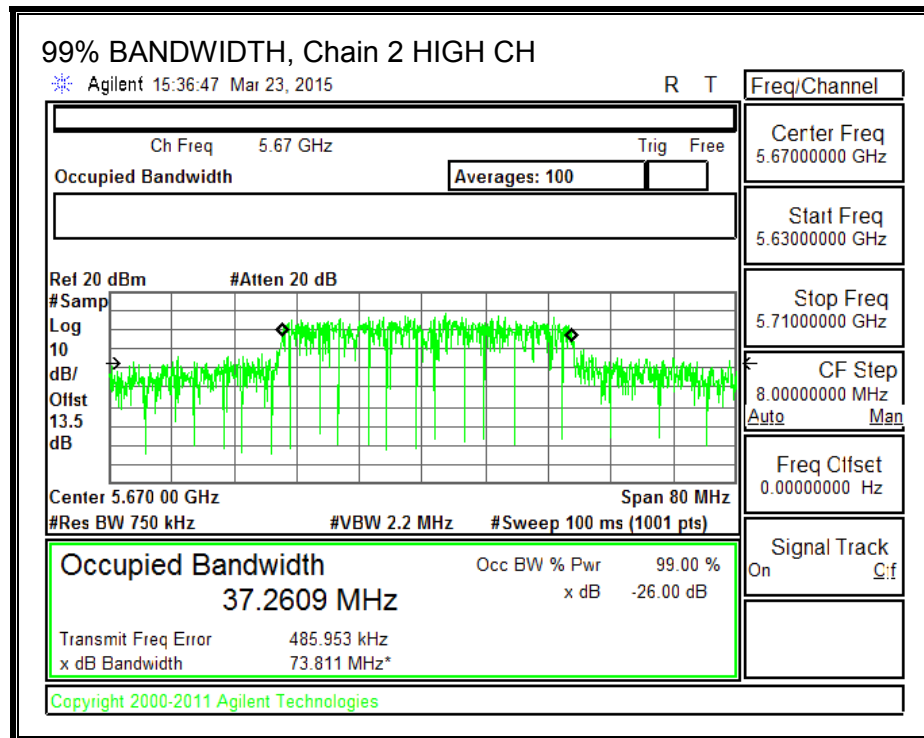 99% BANDWIDTH, Chain 2 HIGH CH
Agilent 15:36:47 Mar 23, 2015 R T
Freq/Channel
Ch Freq 5.67 GHz Trig Free
Occupied Bandwidth Averages: 100
Center Freq
5.67000000 GHz
Start Freq
5.63000000 GHz
Stop Freq
5.71000000 GHz
CF Step
8.00000000 MHz
Auto Man
Freq Offset
0.00000000 Hz
Signal Track
On Off
Ref 20 dBm #Atten 20 dB
#Samp
Log
10
dB/
Offst
13.5
dB
Center 5.670 00 GHz Span 80 MHz
#Res BW 750 kHz #VBW 2.2 MHz #Sweep 100 ms (1001 pts)
Occupied Bandwidth Occ BW % Pwr 99.00 %
37.2609 MHz x dB -26.00 dB
Transmit Freq Error 485.953 kHz
x dB Bandwidth 73.811 MHz*
Copyright 2000-2011 Agilent Technologies